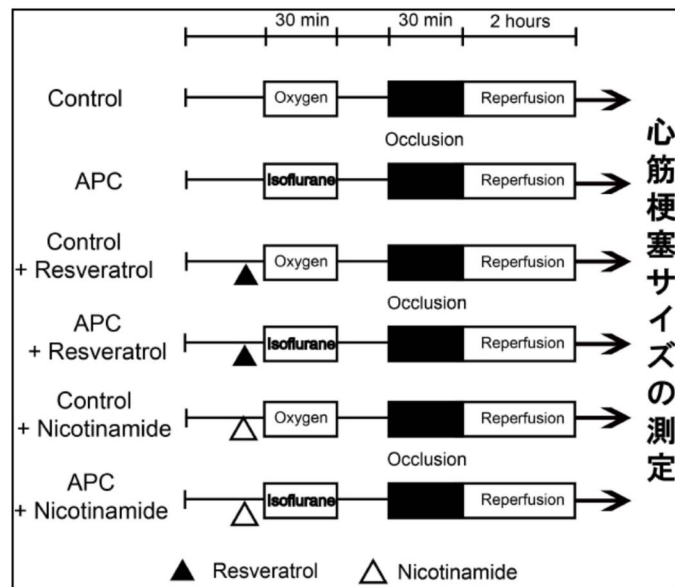 30 min 30 min 2 hours
Control Oxygen Reperfusion
Occlusion
APC Isoflurane Reperfusion
Control
+ Resveratrol Oxygen Reperfusion
Occlusion
APC
+ Resveratrol Isoflurane Reperfusion
Control
+ Nicotinamide Oxygen Reperfusion
Occlusion
APC
+ Nicotinamide Isoflurane Reperfusion
Resveratrol Nicotinamide
心筋梗塞サイズの測定